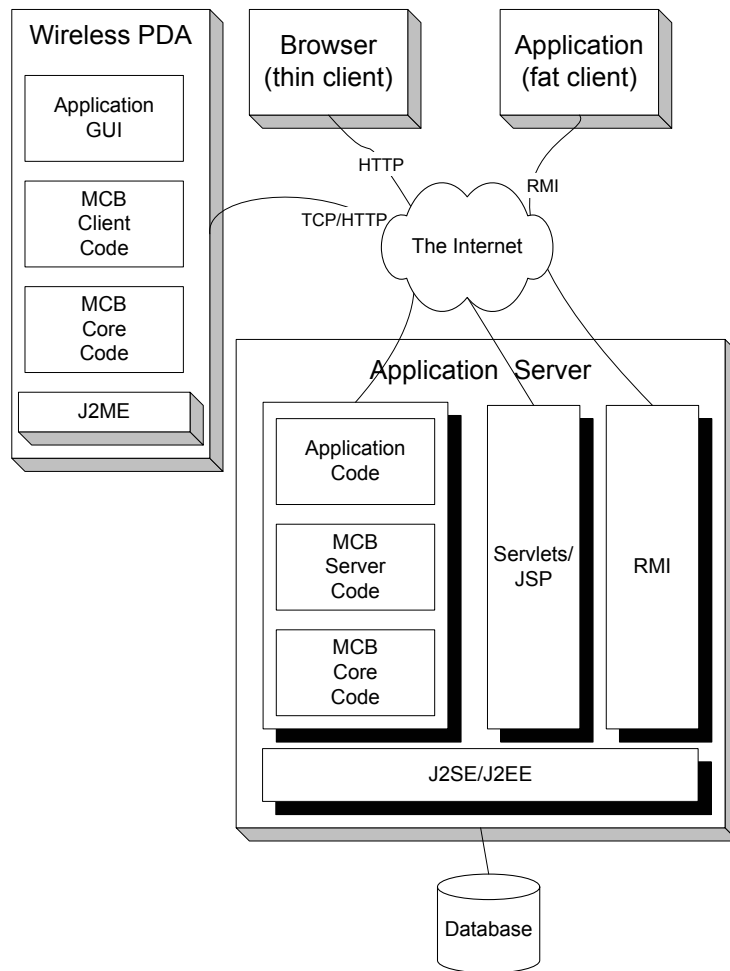 Wireless PDA
Application
GUI
MCB
Client
Code
MCB
Core
Code
J2ME
Browser
(thin client)
Application
(fat client)
HTTP
RMI
TCP/HTTP
The Internet
Application Server
Application
Code
MCB
Server
Code
MCB
Core
Code
Servlets/
JSP
RMI
J2SE/J2EE
Database